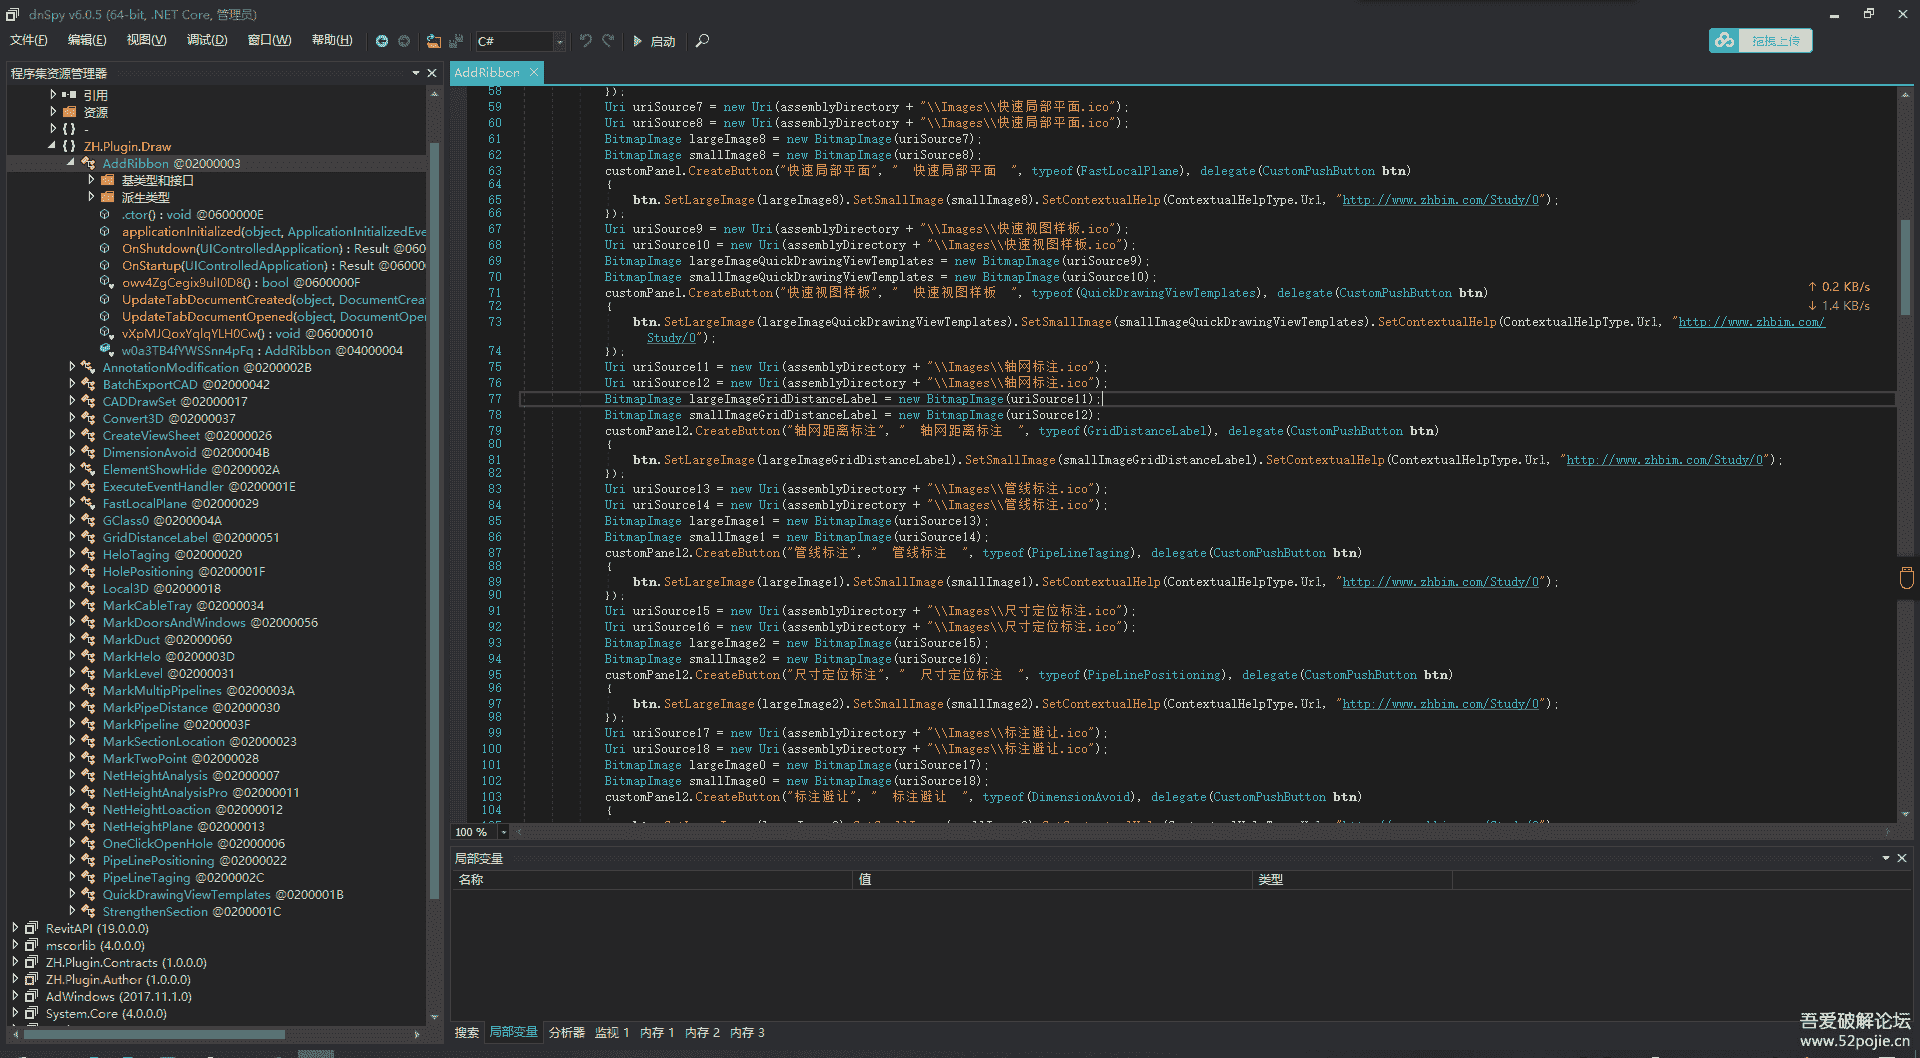 dnSpy v6.0.5 (64-bit, .NET Core, 管理员)
文件(F) 编辑(E) 视图(V) 调试(D) 窗口(W) 帮助(H) C# 启动
拖拽上传
程序集资源管理器
引用
资源
{ } -
{ } ZH.Plugin.Draw
AddRibbon @02000003
基类型和接口
派生类型
.ctor() : void @0600000E
applicationInitialized(object, ApplicationInitializedEve
OnShutdown(UIControlledApplication) : Result @060
OnStartup(UIControlledApplication) : Result @06000
owv4ZgCegix9ulI0D8() : bool @0600000F
UpdateTabDocumentCreated(object, DocumentCrea
UpdateTabDocumentOpened(object, DocumentOper
vXpMJQoxYqlqYLH0Cw() : void @06000010
w0a3TB4fYWSSnn4pFq : AddRibbon @04000004
AnnotationModification @0200002B
BatchExportCAD @02000042
CADDrawSet @02000017
Convert3D @02000037
CreateViewSheet @02000026
DimensionAvoid @0200004B
ElementShowHide @0200002A
ExecuteEventHandler @0200001E
FastLocalPlane @02000029
GClass0 @0200004A
GridDistanceLabel @02000051
HeloTaging @02000020
HolePositioning @0200001F
Local3D @02000018
MarkCableTray @02000034
MarkDoorsAndWindows @02000056
MarkDuct @02000060
MarkHelo @0200003D
MarkLevel @02000031
MarkMultipPipelines @0200003A
MarkPipeDistance @02000030
MarkPipeline @0200003F
MarkSectionLocation @02000023
MarkTwoPoint @02000028
NetHeightAnalysis @02000007
NetHeightAnalysisPro @02000011
NetHeightLoaction @02000012
NetHeightPlane @02000013
OneClickOpenHole @02000006
PipeLinePositioning @02000022
PipeLineTaging @0200002C
QuickDrawingViewTemplates @0200001B
StrengthenSection @0200001C
RevitAPI (19.0.0.0)
mscorlib (4.0.0.0)
ZH.Plugin.Contracts (1.0.0.0)
ZH.Plugin.Author (1.0.0.0)
AdWindows (2017.11.1.0)
System.Core (4.0.0.0)
AddRibbon
58 });
59 Uri uriSource7 = new Uri(assemblyDirectory + "\\Images\\快速局部平面.ico");
60 Uri uriSource8 = new Uri(assemblyDirectory + "\\Images\\快速局部平面.ico");
61 BitmapImage largeImage8 = new BitmapImage(uriSource7);
62 BitmapImage smallImage8 = new BitmapImage(uriSource8);
63 customPanel.CreateButton("快速局部平面", "  快速局部平面  ", typeof(FastLocalPlane), delegate(CustomPushButton btn)
64 {
65 btn.SetLargeImage(largeImage8).SetSmallImage(smallImage8).SetContextualHelp(ContextualHelpType.Url, "http://www.zhbim.com/Study/0");
66 });
67 Uri uriSource9 = new Uri(assemblyDirectory + "\\Images\\快速视图样板.ico");
68 Uri uriSource10 = new Uri(assemblyDirectory + "\\Images\\快速视图样板.ico");
69 BitmapImage largeImageQuickDrawingViewTemplates = new BitmapImage(uriSource9);
70 BitmapImage smallImageQuickDrawingViewTemplates = new BitmapImage(uriSource10);
71 customPanel.CreateButton("快速视图样板", "  快速视图样板  ", typeof(QuickDrawingViewTemplates), delegate(CustomPushButton btn)
72 {
73 btn.SetLargeImage(largeImageQuickDrawingViewTemplates).SetSmallImage(smallImageQuickDrawingViewTemplates).SetContextualHelp(ContextualHelpType.Url, "http://www.zhbim.com/
Study/0");
74 });
75 Uri uriSource11 = new Uri(assemblyDirectory + "\\Images\\轴网标注.ico");
76 Uri uriSource12 = new Uri(assemblyDirectory + "\\Images\\轴网标注.ico");
77 BitmapImage largeImageGridDistanceLabel = new BitmapImage(uriSource11);
78 BitmapImage smallImageGridDistanceLabel = new BitmapImage(uriSource12);
79 customPanel2.CreateButton("轴网距离标注", "  轴网距离标注  ", typeof(GridDistanceLabel), delegate(CustomPushButton btn)
80 {
81 btn.SetLargeImage(largeImageGridDistanceLabel).SetSmallImage(smallImageGridDistanceLabel).SetContextualHelp(ContextualHelpType.Url, "http://www.zhbim.com/Study/0");
82 });
83 Uri uriSource13 = new Uri(assemblyDirectory + "\\Images\\管线标注.ico");
84 Uri uriSource14 = new Uri(assemblyDirectory + "\\Images\\管线标注.ico");
85 BitmapImage largeImage1 = new BitmapImage(uriSource13);
86 BitmapImage smallImage1 = new BitmapImage(uriSource14);
87 customPanel2.CreateButton("管线标注", "  管线标注  ", typeof(PipeLineTaging), delegate(CustomPushButton btn)
88 {
89 btn.SetLargeImage(largeImage1).SetSmallImage(smallImage1).SetContextualHelp(ContextualHelpType.Url, "http://www.zhbim.com/Study/0");
90 });
91 Uri uriSource15 = new Uri(assemblyDirectory + "\\Images\\尺寸定位标注.ico");
92 Uri uriSource16 = new Uri(assemblyDirectory + "\\Images\\尺寸定位标注.ico");
93 BitmapImage largeImage2 = new BitmapImage(uriSource15);
94 BitmapImage smallImage2 = new BitmapImage(uriSource16);
95 customPanel2.CreateButton("尺寸定位标注", "  尺寸定位标注  ", typeof(PipeLinePositioning), delegate(CustomPushButton btn)
96 {
97 btn.SetLargeImage(largeImage2).SetSmallImage(smallImage2).SetContextualHelp(ContextualHelpType.Url, "http://www.zhbim.com/Study/0");
98 });
99 Uri uriSource17 = new Uri(assemblyDirectory + "\\Images\\标注避让.ico");
100 Uri uriSource18 = new Uri(assemblyDirectory + "\\Images\\标注避让.ico");
101 BitmapImage largeImage0 = new BitmapImage(uriSource17);
102 BitmapImage smallImage0 = new BitmapImage(uriSource18);
103 customPanel2.CreateButton("标注避让", "  标注避让  ", typeof(DimensionAvoid), delegate(CustomPushButton btn)
104 {
↑ 0.2 KB/s
↓ 1.4 KB/s
100 %
局部变量
名称 值 类型
搜索 局部变量 分析器 监视 1 内存 1 内存 2 内存 3
吾爱破解论坛
www.52pojie.cn